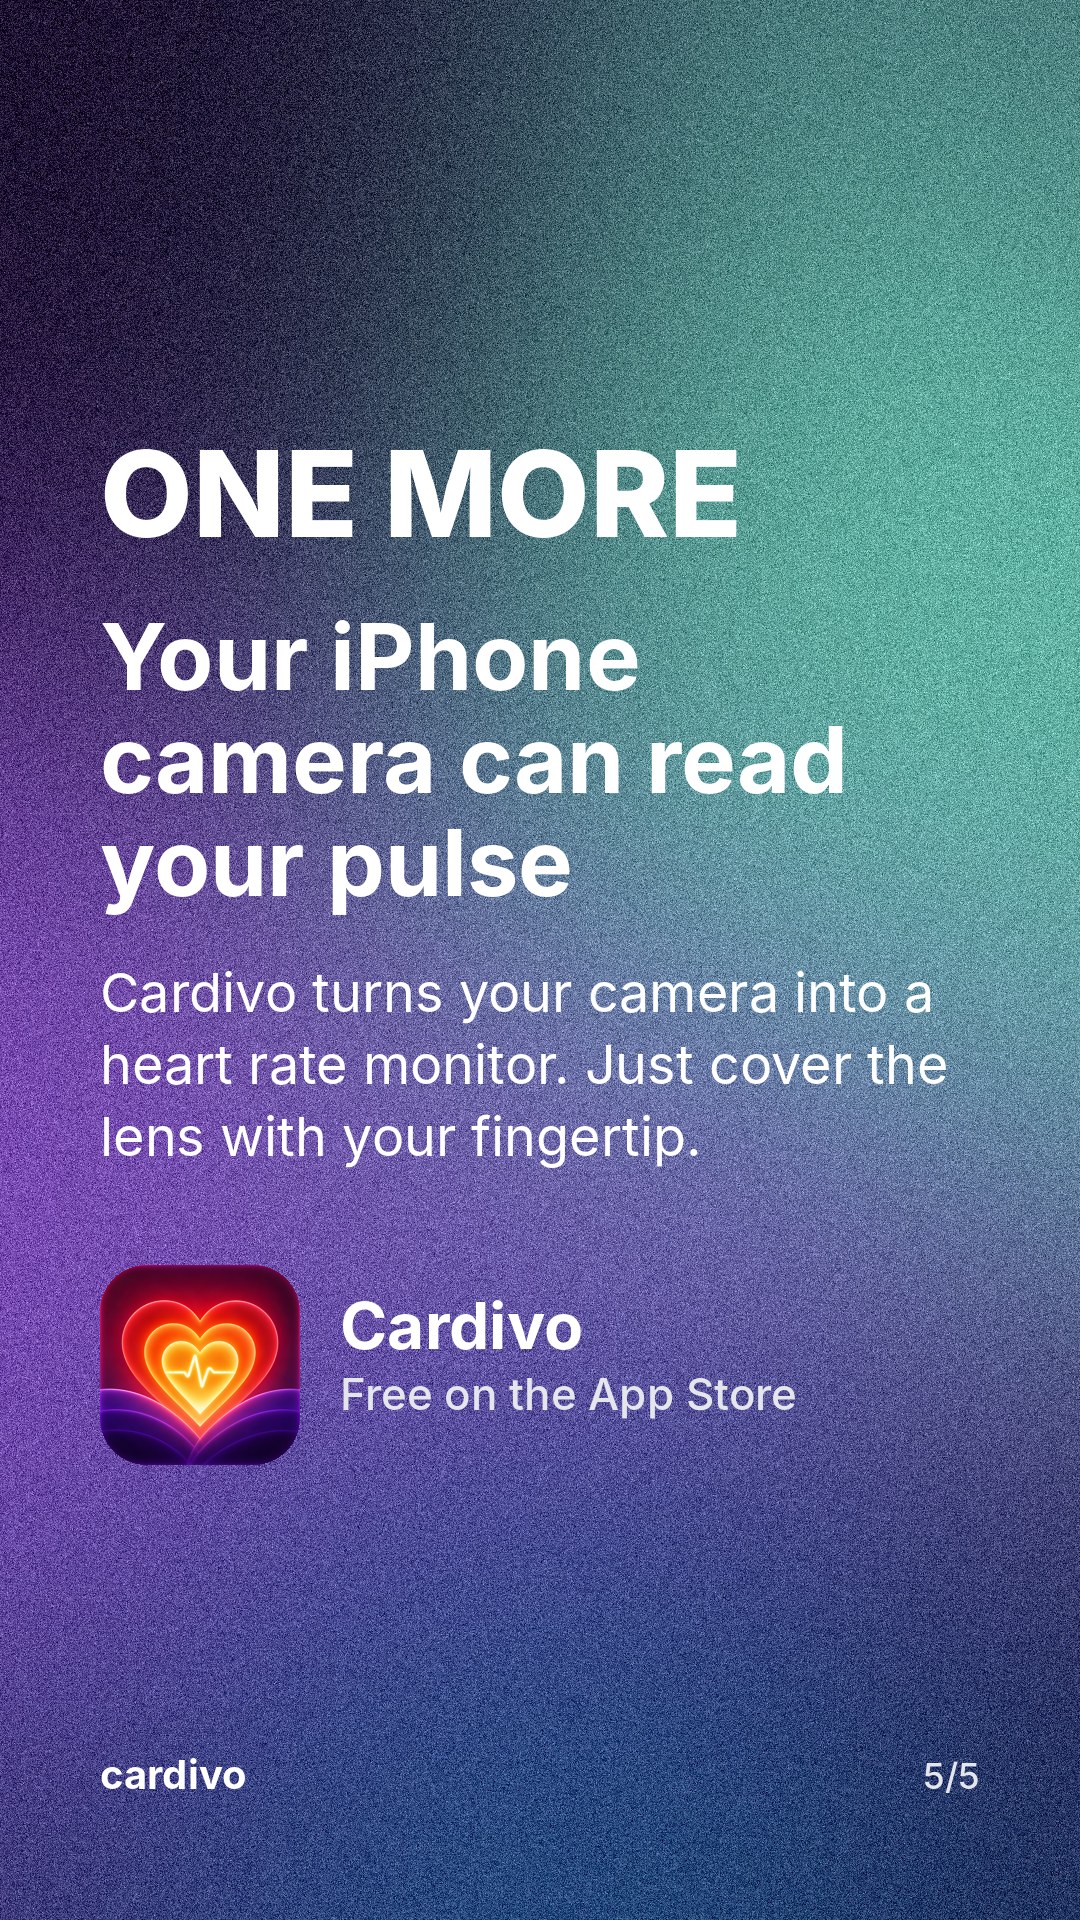 ONE MORE
Your iPhone
camera can read
your pulse
Cardivo turns your camera into a
heart rate monitor. Just cover the
lens with your fingertip.
Cardivo
Free on the App Store
cardivo
5/5